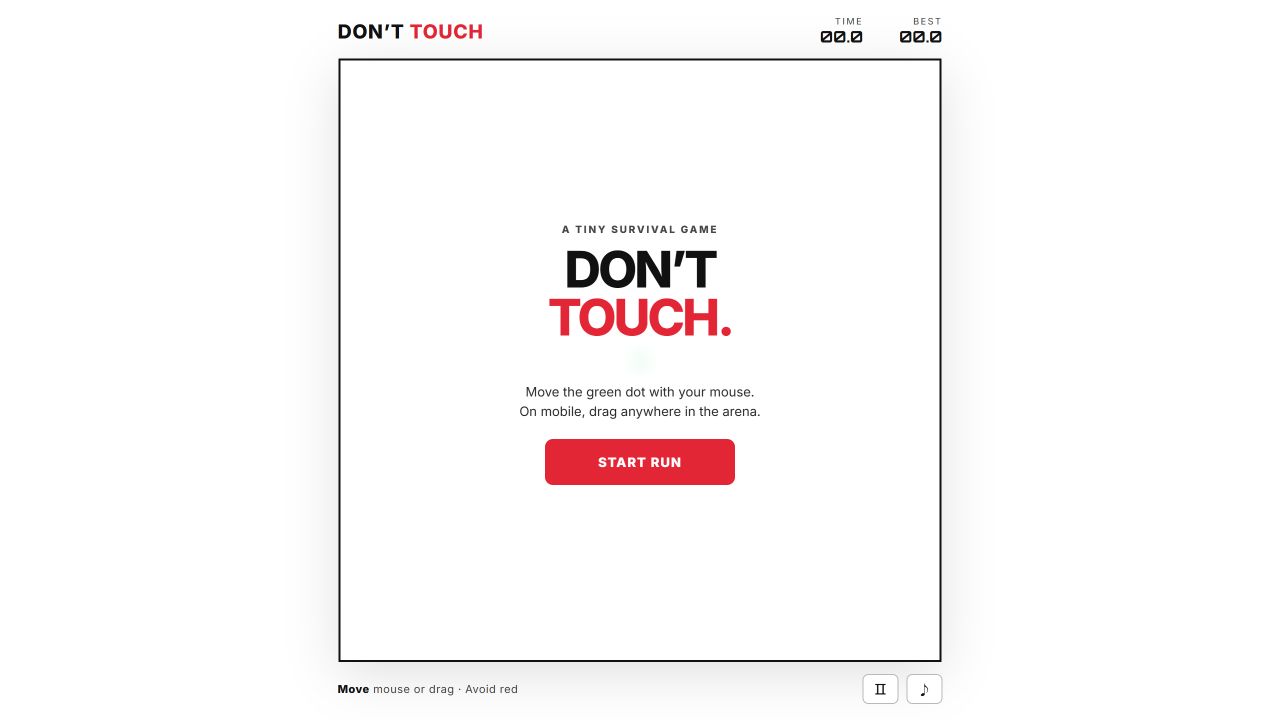 DON’T TOUCH
TIME
00.0
BEST
00.0
A TINY SURVIVAL GAME
DON’T
TOUCH.
Move the green dot with your mouse.
On mobile, drag anywhere in the arena.
START RUN
Move mouse or drag · Avoid red